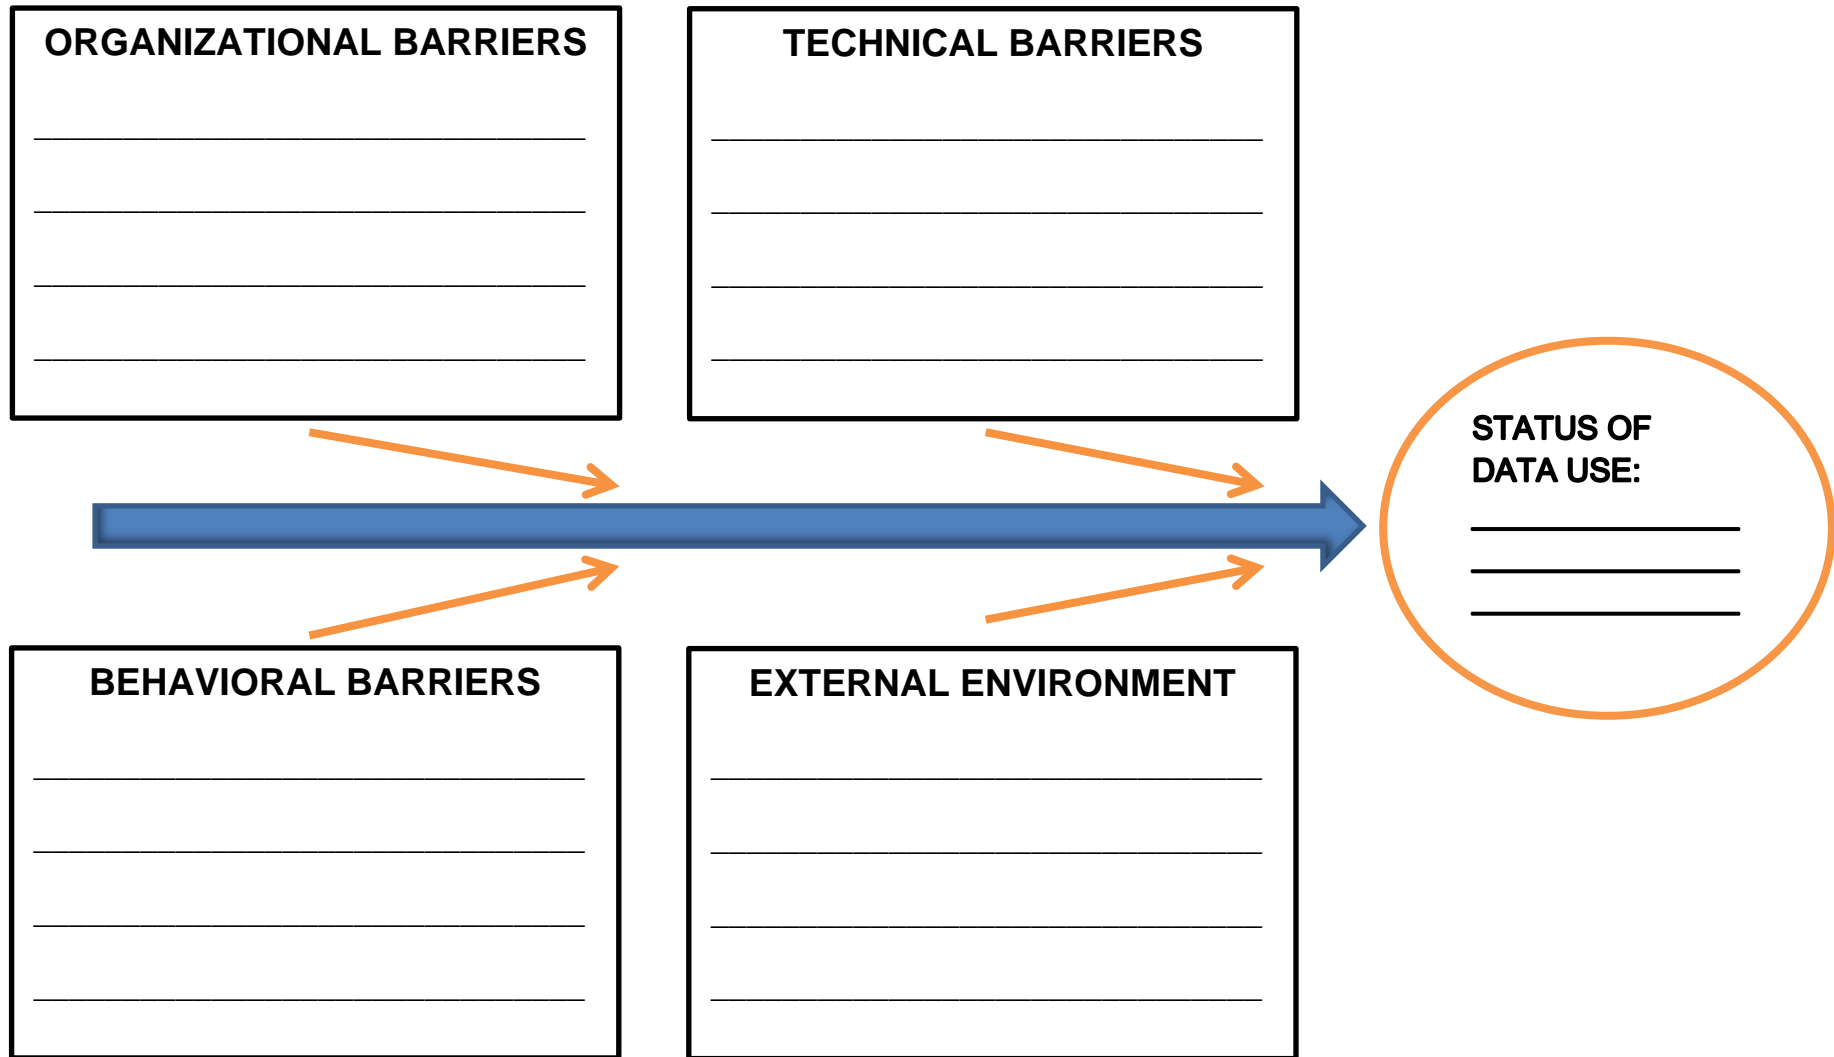 ORGANIZATIONAL BARRIERS
TECHNICAL BARRIERS
STATUS OF
DATA USE:
BEHAVIORAL BARRIERS
EXTERNAL ENVIRONMENT